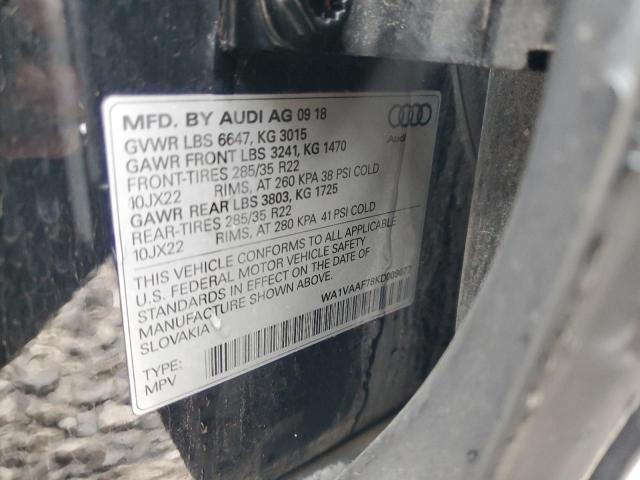 MFD. BY AUDI AG 09 18
GVWR LBS 6647, KG 3015
GAWR FRONT LBS 3241, KG 1470
FRONT-TIRES 285/35 R22
10JX22 RIMS, AT 260 KPA 38 PSI COLD
GAWR REAR LBS 3803, KG 1725
REAR-TIRES 285/35 R22
10JX22 RIMS, AT 280 KPA 41 PSI COLD
Audi
THIS VEHICLE CONFORMS TO ALL APPLICABLE
U.S. FEDERAL MOTOR VEHICLE SAFETY
STANDARDS IN EFFECT ON THE DATE OF
MANUFACTURE SHOWN ABOVE.
SLOVAKIA
TYPE:
MPV